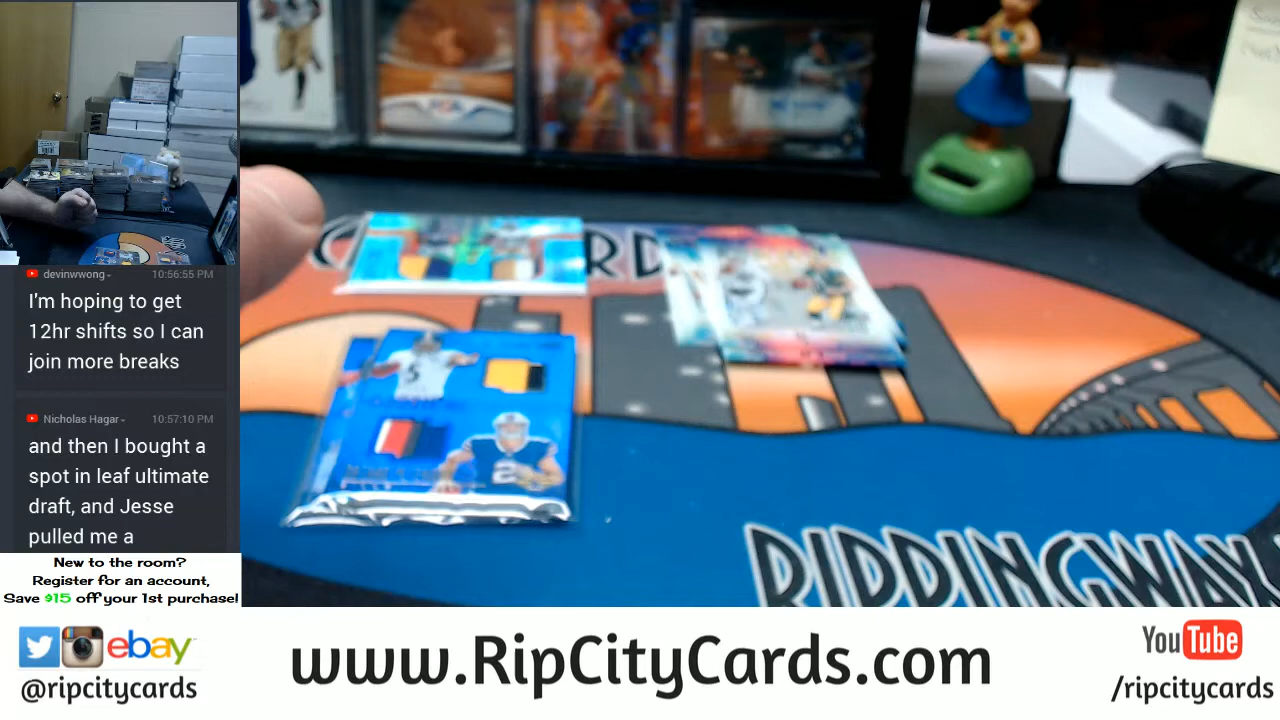 devinwwong
10:56:55 PM
I'm hoping to get
12hr shifts so I can
join more breaks
Nicholas Hagar
10:57:10 PM
and then I bought a
spot in leaf ultimate
draft, and Jesse
pulled me a
New to the room?
Register for an account,
Save $15 off your 1st purchase!
RD
RIPPINGWAX
ebay
@ripcitycards
www.RipCityCards.com
YouTube
/ripcitycards